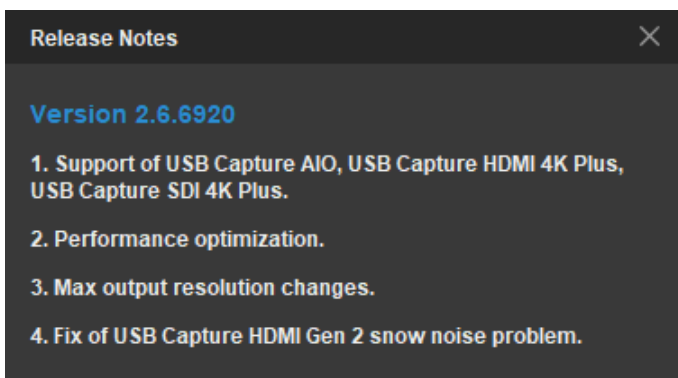 Release Notes
Version 2.6.6920
1. Support of USB Capture AIO, USB Capture HDMI 4K Plus,
USB Capture SDI 4K Plus.
2. Performance optimization.
3. Max output resolution changes.
4. Fix of USB Capture HDMI Gen 2 snow noise problem.